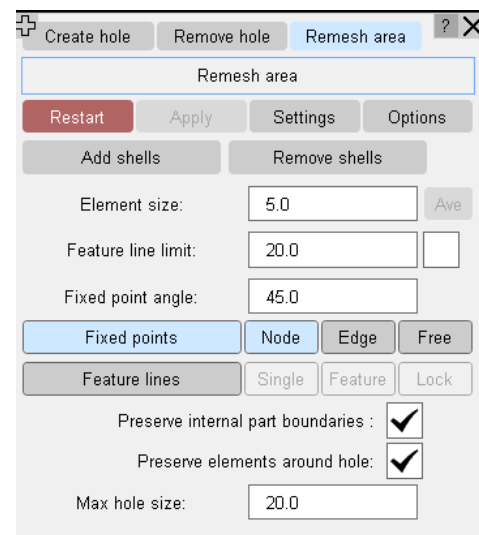 Create hole Remove hole Remesh area ? X
Remesh area
Restart Apply Settings Options
Add shells Remove shells
Element size: 5.0 Ave
Feature line limit: 20.0
Fixed point angle: 45.0
Fixed points Node Edge Free
Feature lines Single Feature Lock
Preserve internal part boundaries :
Preserve elements around hole:
Max hole size: 20.0